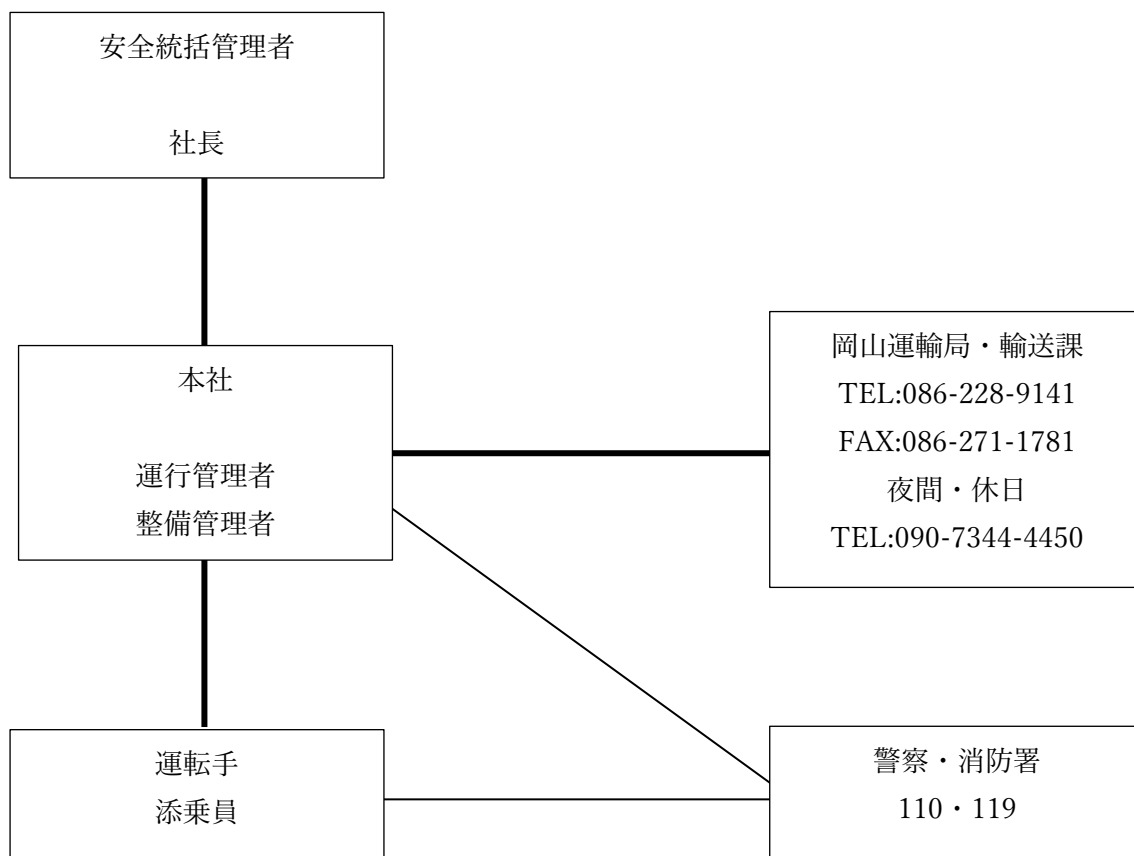 安全統括管理者
社長
本社
運行管理者
整備管理者
岡山運輸局・輸送課
TEL:086-228-9141
FAX:086-271-1781
夜間・休日
TEL:090-7344-4450
運転手
添乗員
警察・消防署
110・119